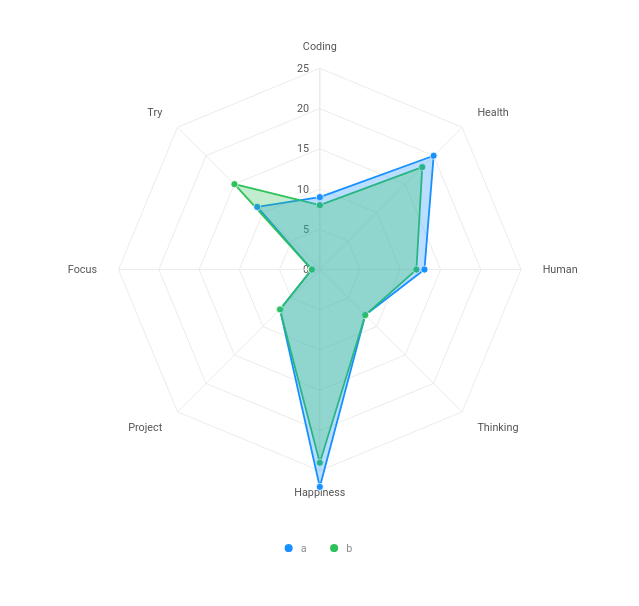 Coding
25
Try
Health
20
15
10
5
Focus
0
Human
Project
Thinking
Happiness
a
b